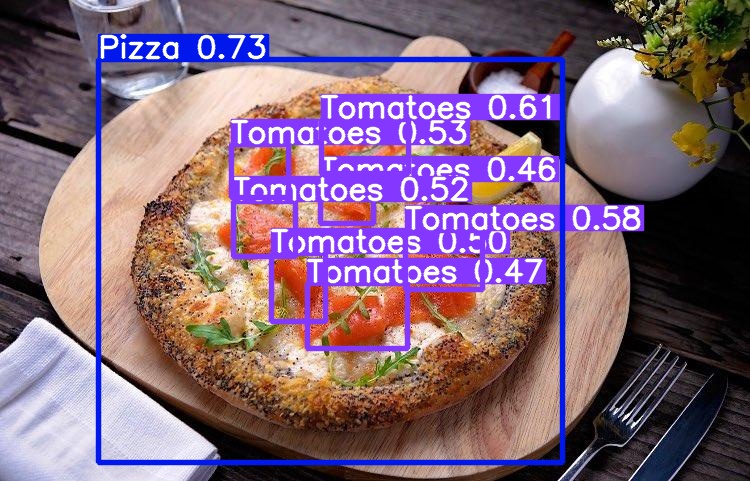 Pizza 0.73
Tomatoes 0.61
Tomatoes 0.53
Tomatoes 0.46
Tomatoes 0.52
Tomatoes 0.58
Tomatoes 0.50
Tomatoes 0.47